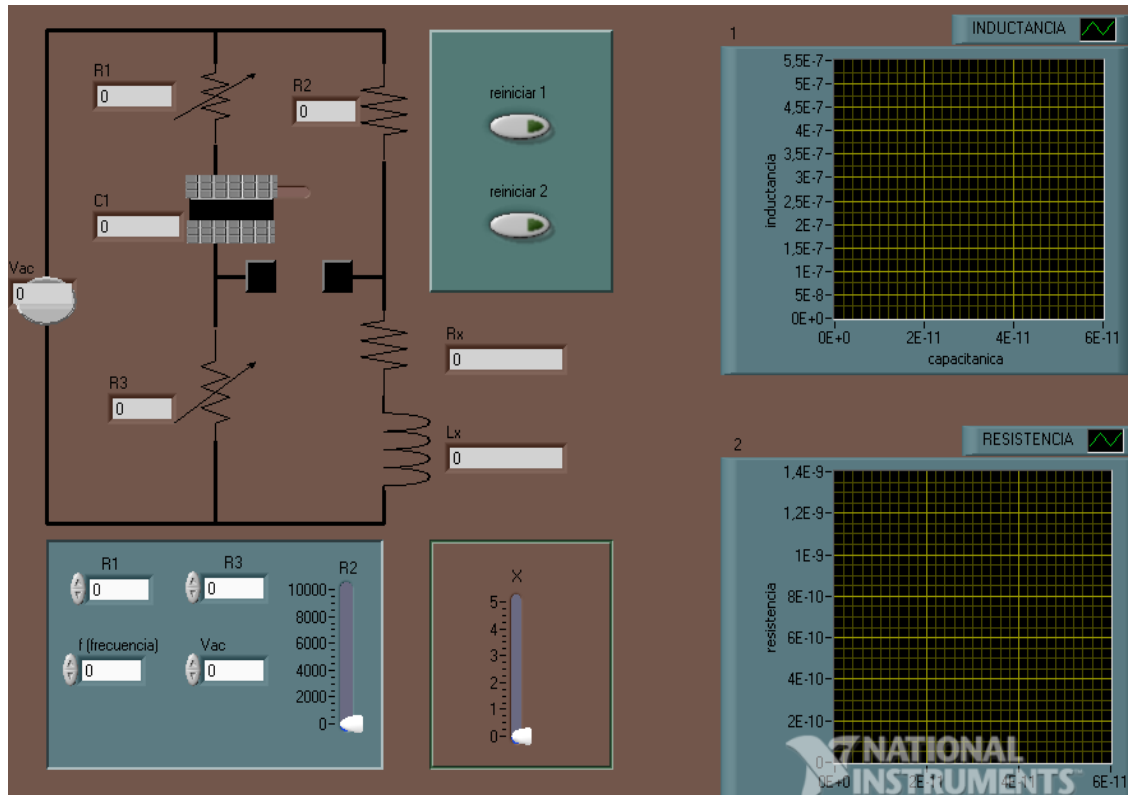 R1
0
R2
0
C1
0
Vac
0
R3
0
reiniciar 1
reiniciar 2
Rx
0
Lx
0
R1
0
R3
0
f (frecuencia)
0
Vac
0
R2
10000
8000
6000
4000
2000
0
X
5
4
3
2
1
0
1
INDUCTANCIA
inductancia
5,5E-7
5E-7
4,5E-7
4E-7
3,5E-7
3E-7
2,5E-7
2E-7
1,5E-7
1E-7
5E-8
0E+0
0E+0 2E-11 4E-11 6E-11
capacitanica
2
RESISTENCIA
resistencia
1,4E-9
1,2E-9
1E-9
8E-10
6E-10
4E-10
2E-10
0
0E+0 2E-11 4E-11 6E-11
NATIONAL
INSTRUMENTS